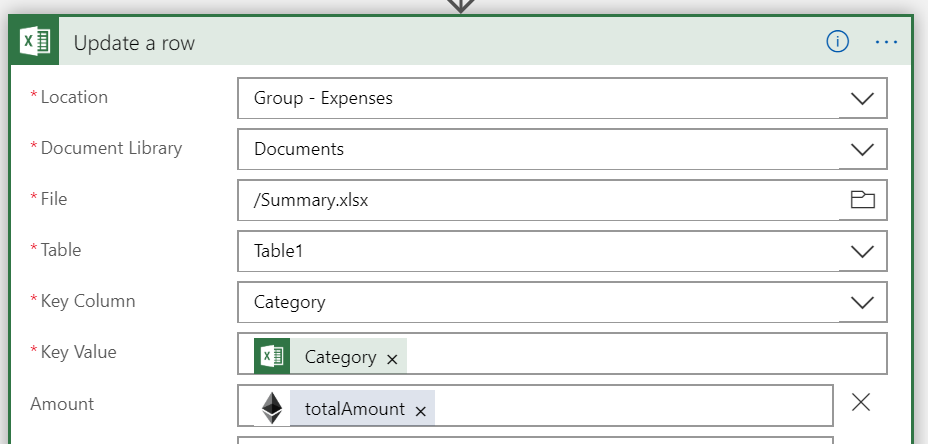 Update a row
* Location Group - Expenses
* Document Library Documents
* File /Summary.xlsx
* Table Table1
* Key Column Category
* Key Value Category ×
Amount totalAmount ×